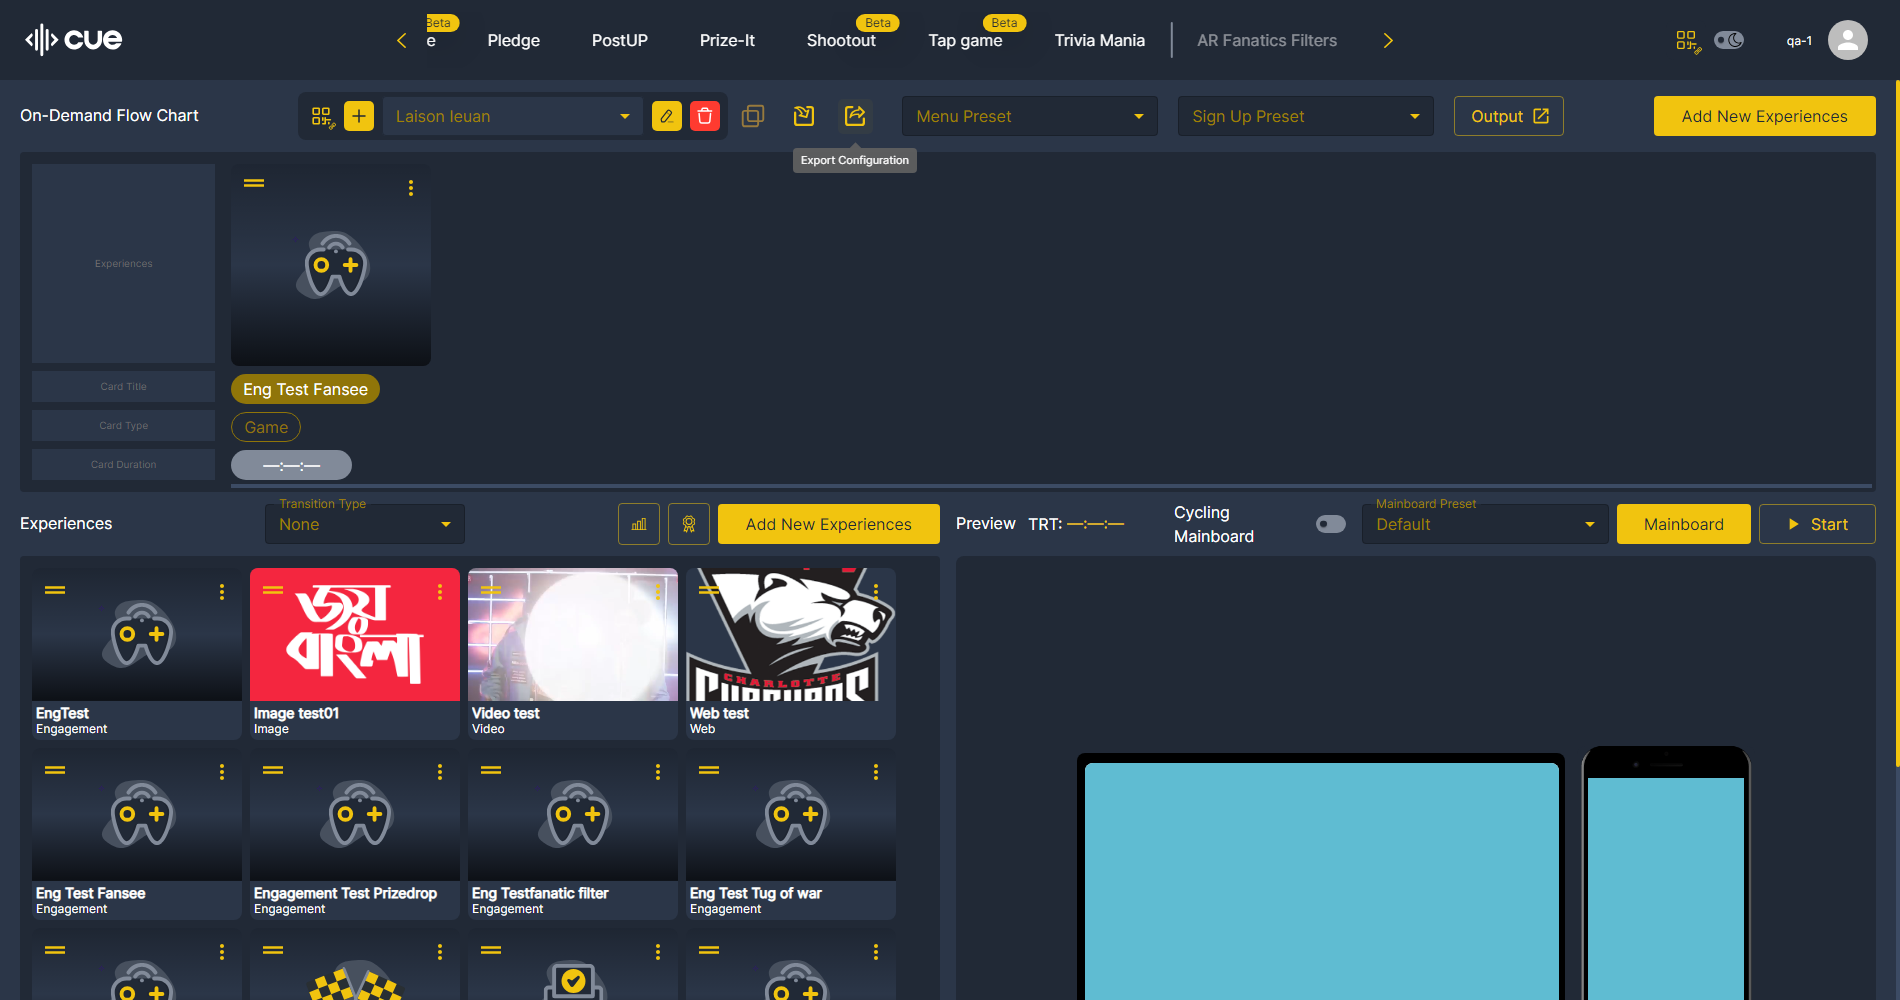 cue
Beta
e
Pledge
PostUP
Prize-It
Beta
Shootout
Beta
Tap game
Trivia Mania
AR Fanatics Filters
qa-1
On-Demand Flow Chart
Laison Ieuan
Menu Preset
Sign Up Preset
Output
Add New Experiences
Export Configuration
Experiences
Card Title
Eng Test Fansee
Card Type
Game
Card Duration
—:—:—
Experiences
Transition Type
None
Add New Experiences
Preview
TRT: —:—:—
Cycling
Mainboard
Mainboard Preset
Default
Mainboard
Start
জয়
বাংলা
CHARLOTTE
EngTest
Engagement
Image test01
Image
Video test
Video
Web test
Web
Eng Test Fansee
Engagement
Engagement Test Prizedrop
Engagement
Eng Testfanatic filter
Engagement
Eng Test Tug of war
Engagement